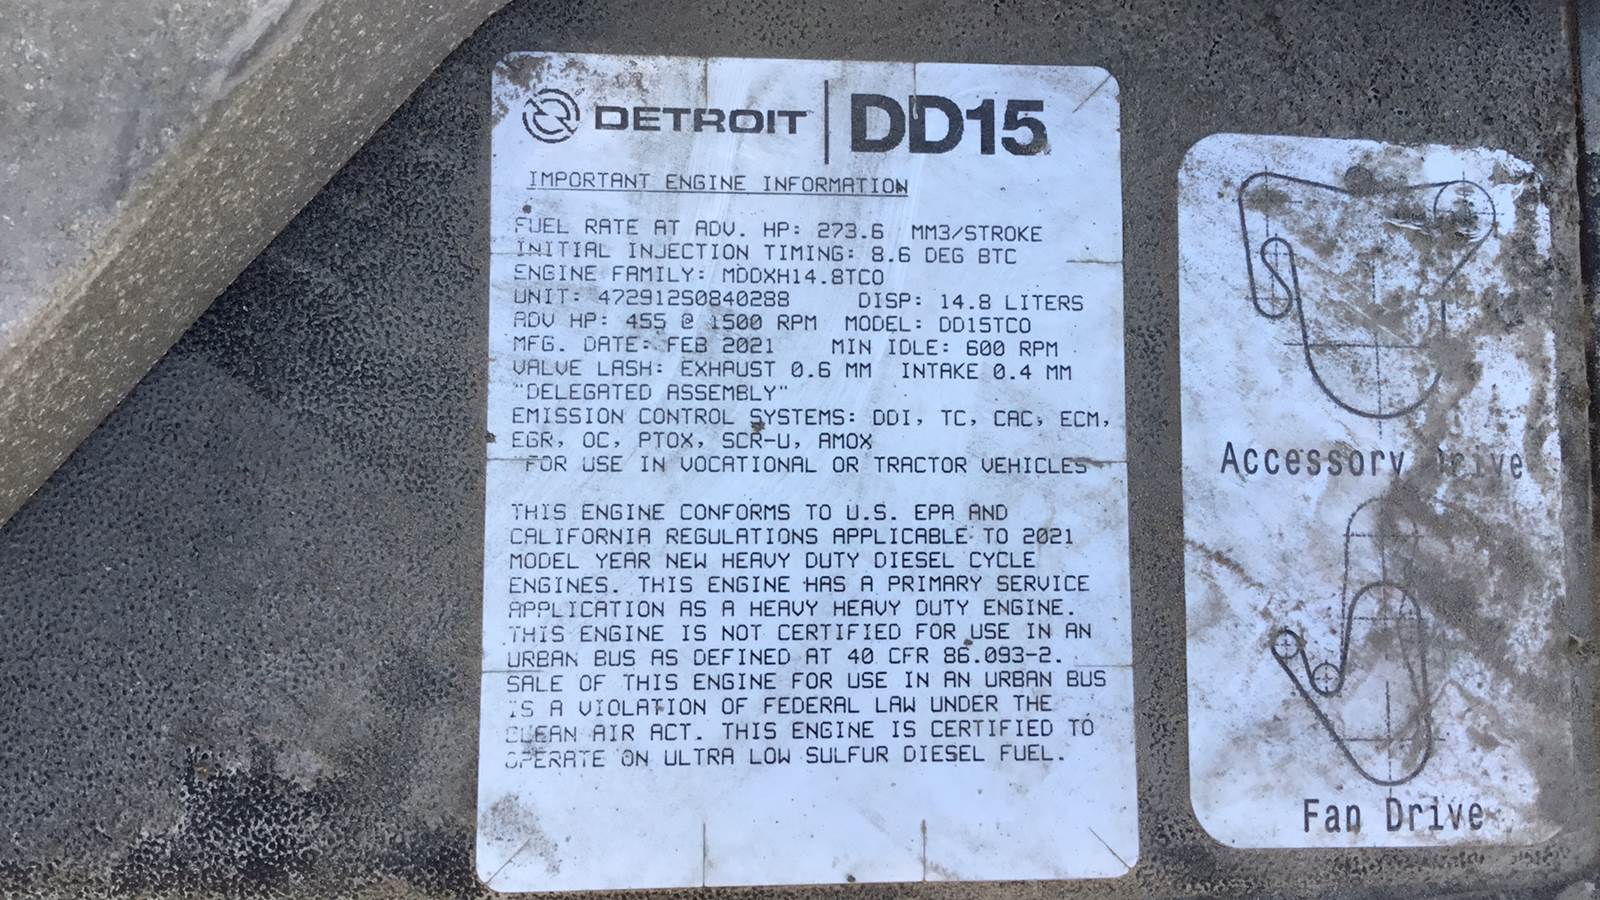 DETROIT | DD15
IMPORTANT ENGINE INFORMATION
FUEL RATE AT ADV. HP: 273.6 MM3/STROKE
INITIAL INJECTION TIMING: 8.6 DEG BTC
ENGINE FAMILY: MDDXH14.8TCO
UNIT: 472912S0840288 DISP: 14.8 LITERS
ADV HP: 455 @ 1500 RPM MODEL: DD15TCO
MFG. DATE: FEB 2021 MIN IDLE: 600 RPM
VALVE LASH: EXHAUST 0.6 MM INTAKE 0.4 MM
"DELEGATED ASSEMBLY"
EMISSION CONTROL SYSTEMS: DDI, TC, CAC, ECM,
EGR, OC, PTOX, SCR-U, AMOX
FOR USE IN VOCATIONAL OR TRACTOR VEHICLES
THIS ENGINE CONFORMS TO U.S. EPA AND
CALIFORNIA REGULATIONS APPLICABLE TO 2021
MODEL YEAR NEW HEAVY DUTY DIESEL CYCLE
ENGINES. THIS ENGINE HAS A PRIMARY SERVICE
APPLICATION AS A HEAVY HEAVY DUTY ENGINE.
THIS ENGINE IS NOT CERTIFIED FOR USE IN AN
URBAN BUS AS DEFINED AT 40 CFR 86.093-2.
SALE OF THIS ENGINE FOR USE IN AN URBAN BUS
IS A VIOLATION OF FEDERAL LAW UNDER THE
CLEAN AIR ACT. THIS ENGINE IS CERTIFIED TO
OPERATE ON ULTRA LOW SULFUR DIESEL FUEL.
Accessory Drive
Fan Drive